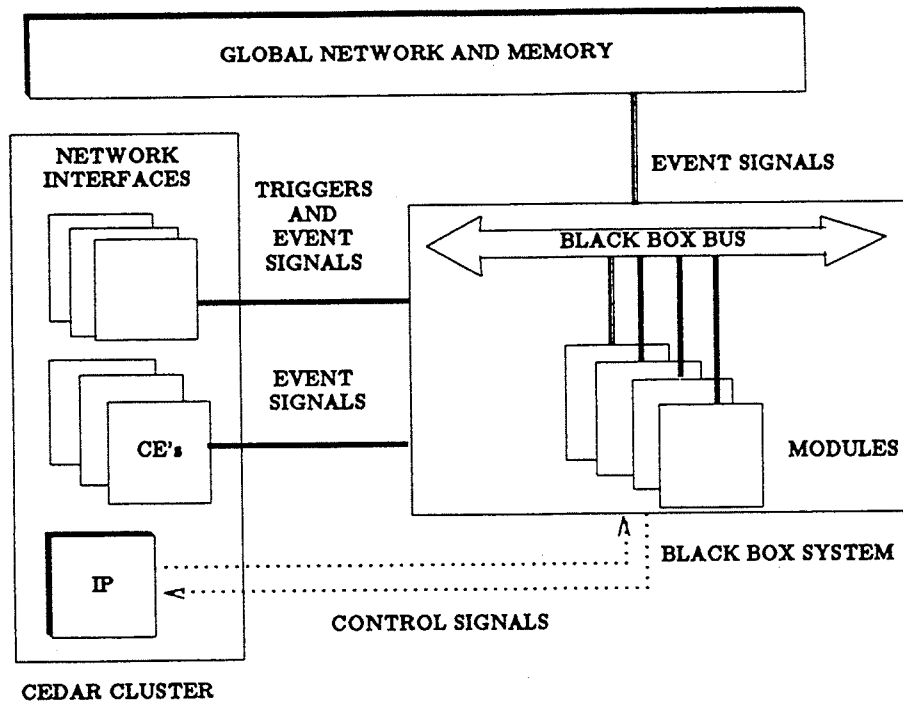 GLOBAL NETWORK AND MEMORY
EVENT SIGNALS
NETWORK
INTERFACES
TRIGGERS
AND
EVENT
SIGNALS
BLACK BOX BUS
EVENT
SIGNALS
CE's
MODULES
IP
BLACK BOX SYSTEM
CONTROL SIGNALS
CEDAR CLUSTER